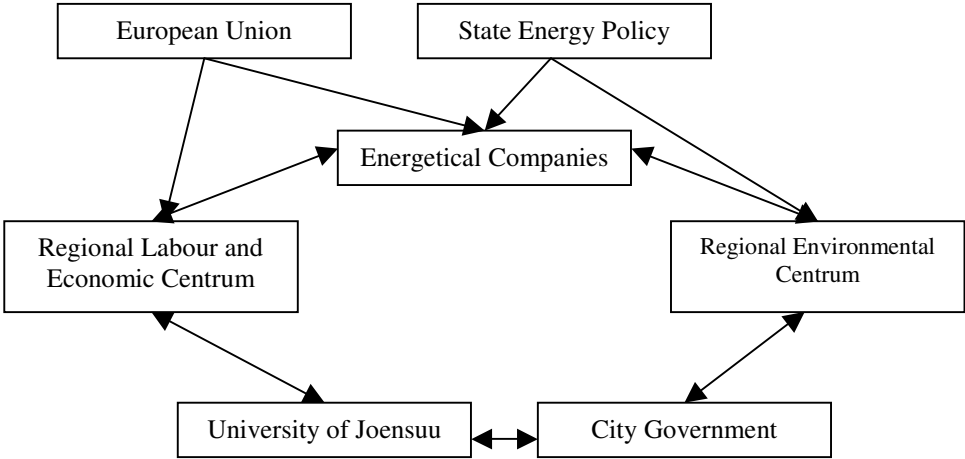 European Union
State Energy Policy
Energetical Companies
Regional Labour and
Economic Centrum
Regional Environmental
Centrum
University of Joensuu
City Government